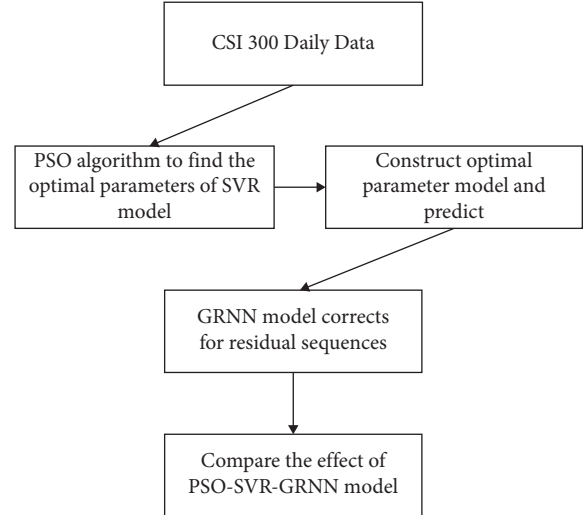 CSI 300 Daily Data
PSO algorithm to find the
optimal parameters of SVR
model
Construct optimal
parameter model and
predict
GRNN model corrects
for residual sequences
Compare the effect of
PSO-SVR-GRNN model